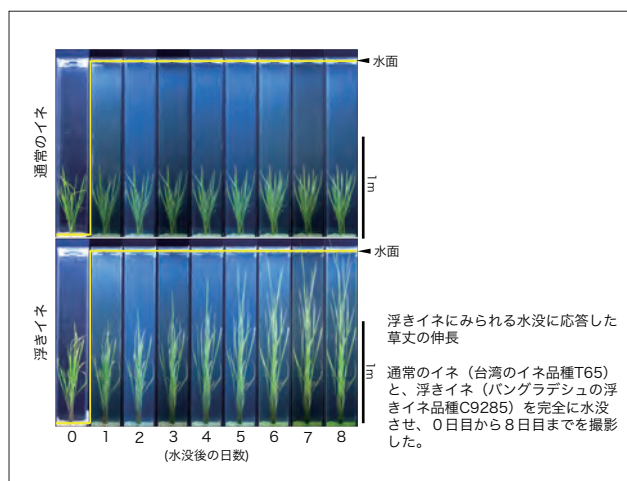 水面
通常のイネ
1m
水面
浮きイネ
1m
0 1 2 3 4 5 6 7 8
(水没後の日数)
浮きイネにみられる水没に応答した
草丈の伸長
通常のイネ（台湾のイネ品種T65）
と、浮きイネ（バングラデシュの浮
きイネ品種C9285）を完全に水没
させ、０日目から８日目までを撮影
した。